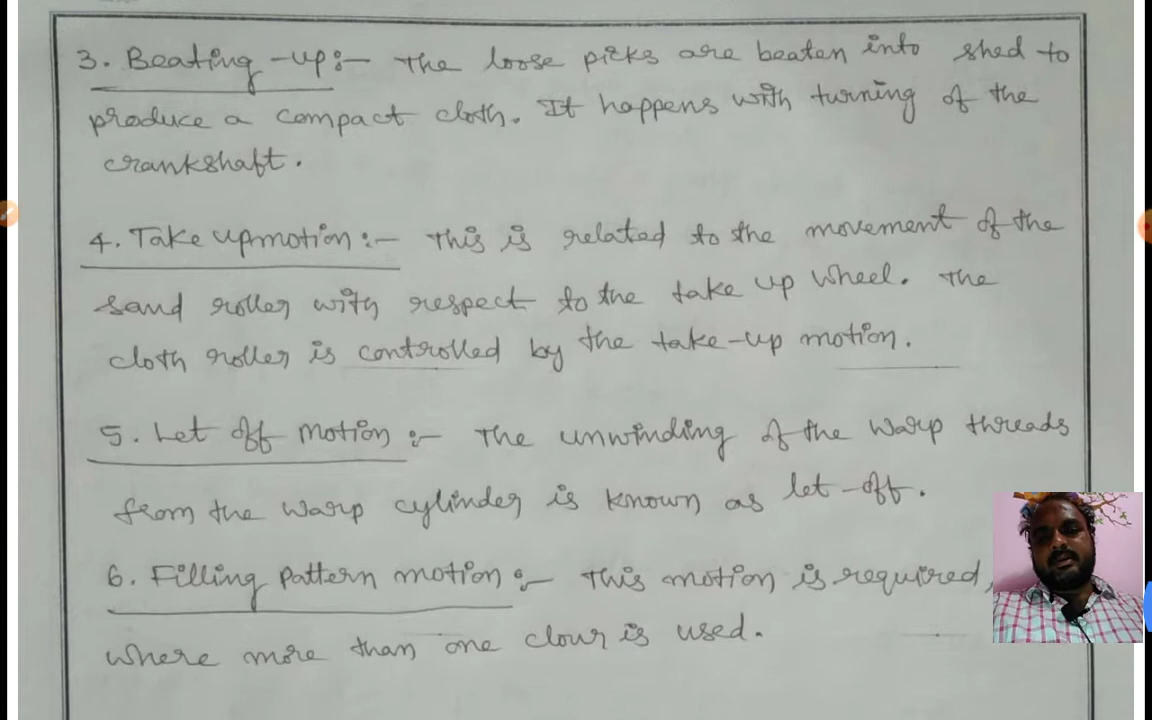 3. Beating -up:- The loose picks are beaten into shed to
produce a compact cloth. It happens with turning of the
crankshaft.
4. Take upmotion :- This is related to the movement of the
sand roller with respect to the take up wheel. The
cloth roller is controlled by the take-up motion.
5. Let off motion :- The unwinding of the warp threads
from the warp cylinder is known as let-off.
6. Filling pattern motion :- This motion is required,
where more than one clour is used.